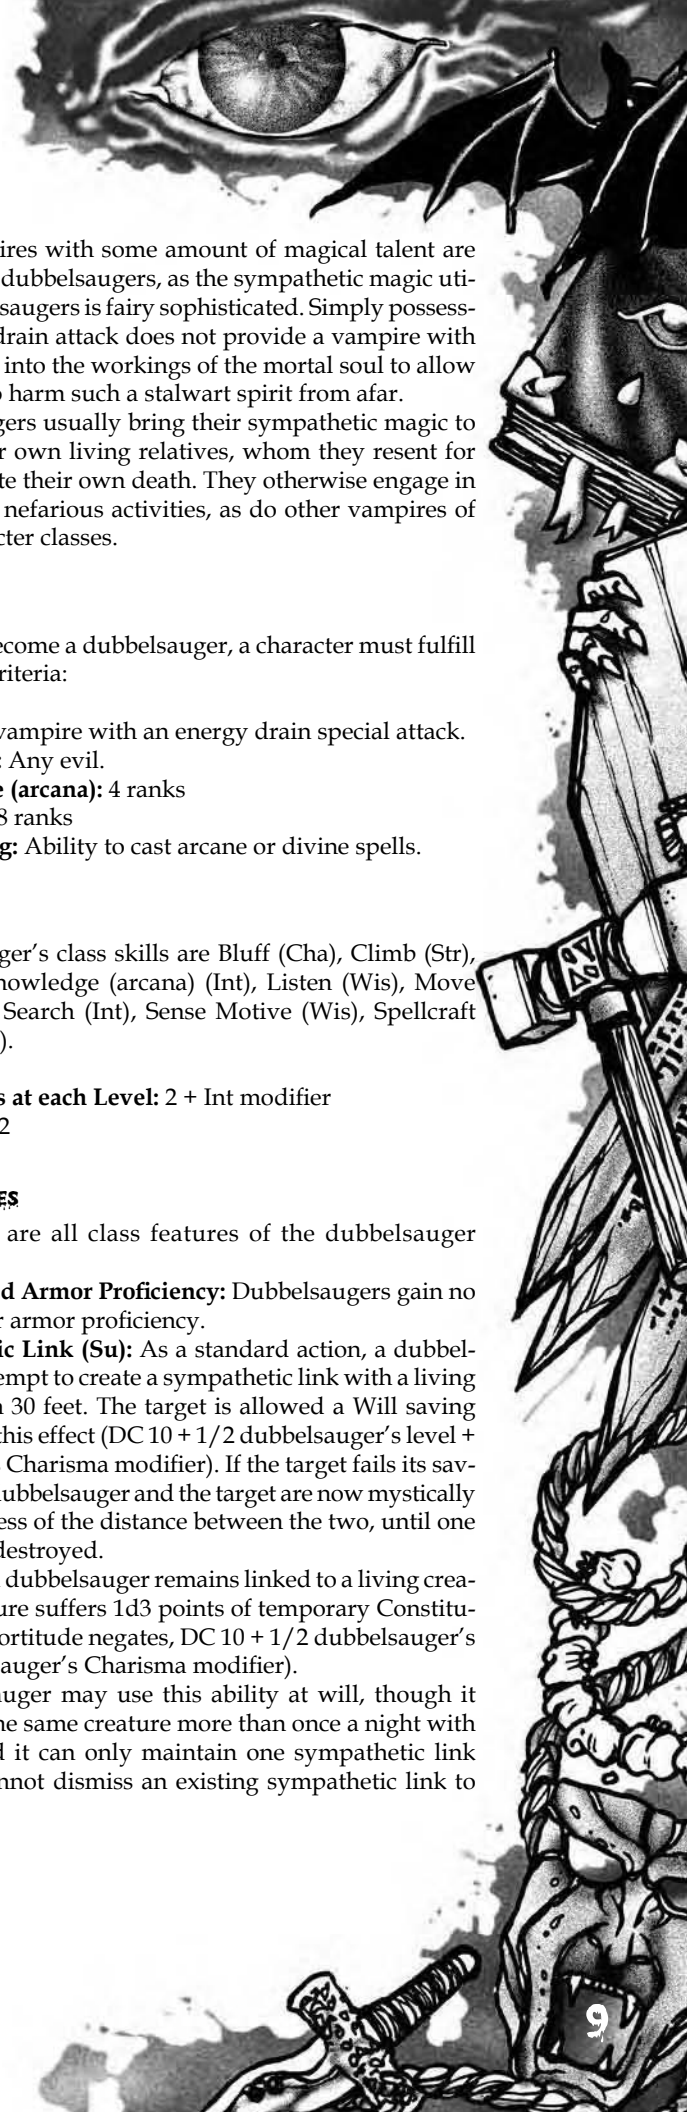 ires with some amount of magical talent are
dubbelsaugers, as the sympathetic magic uti-
saugers is fairy sophisticated. Simply possess-
drain attack does not provide a vampire with
into the workings of the mortal soul to allow
o harm such a stalwart spirit from afar.
gers usually bring their sympathetic magic to
r own living relatives, whom they resent for
te their own death. They otherwise engage in
nefarious activities, as do other vampires of
cter classes.
ecome a dubbelsauger, a character must fulfill
riteria:
vampire with an energy drain special attack.
: Any evil.
e (arcana): 4 ranks
8 ranks
g: Ability to cast arcane or divine spells.
ger's class skills are Bluff (Cha), Climb (Str),
nowledge (arcana) (Int), Listen (Wis), Move
Search (Int), Sense Motive (Wis), Spellcraft
).
s at each Level: 2 + Int modifier
2
ES
are all class features of the dubbelsauger
d Armor Proficiency: Dubbelsaugers gain no
r armor proficiency.
ic Link (Su): As a standard action, a dubbel-
empt to create a sympathetic link with a living
n 30 feet. The target is allowed a Will saving
this effect (DC 10 + 1/2 dubbelsauger's level +
s Charisma modifier). If the target fails its sav-
dubbelsauger and the target are now mystically
ess of the distance between the two, until one
destroyed.
dubbelsauger remains linked to a living crea-
ure suffers 1d3 points of temporary Constitu-
ortitude negates, DC 10 + 1/2 dubbelsauger's
auger's Charisma modifier).
auger may use this ability at will, though it
he same creature more than once a night with
d it can only maintain one sympathetic link
nnot dismiss an existing sympathetic link to
9